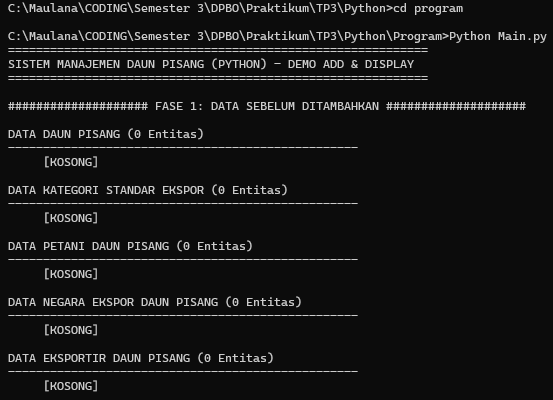 C:\Maulana\CODING\Semester 3\DPBO\Praktikum\TP3\Python>cd program
C:\Maulana\CODING\Semester 3\DPBO\Praktikum\TP3\Python\Program>Python Main.py
============================================================
SISTEM MANAJEMEN DAUN PISANG (PYTHON) - DEMO ADD & DISPLAY
============================================================
#################### FASE 1: DATA SEBELUM DITAMBAHKAN ####################
DATA DAUN PISANG (0 Entitas)
--------------------------------------------------
[KOSONG]
DATA KATEGORI STANDAR EKSPOR (0 Entitas)
--------------------------------------------------
[KOSONG]
DATA PETANI DAUN PISANG (0 Entitas)
--------------------------------------------------
[KOSONG]
DATA NEGARA EKSPOR DAUN PISANG (0 Entitas)
--------------------------------------------------
[KOSONG]
DATA EKSPORTIR DAUN PISANG (0 Entitas)
--------------------------------------------------
[KOSONG]